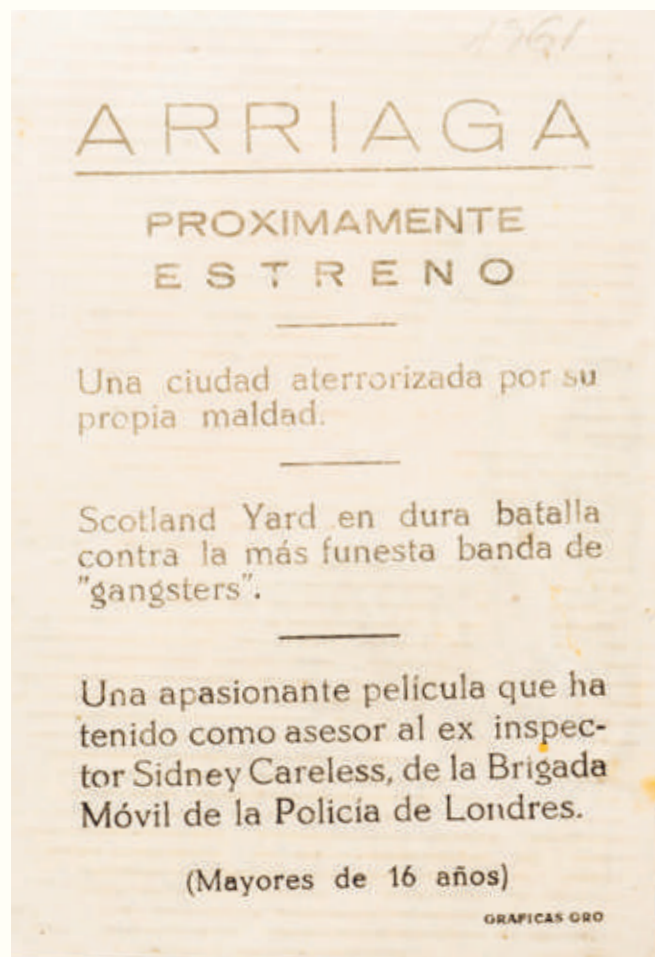 1961
ARRIAGA
PROXIMAMENTE
ESTRENO
Una ciudad aterrorizada por su
propia maldad.
Scotland Yard en dura batalla
contra la más funesta banda de
"gangsters".
Una apasionante película que ha
tenido como asesor al ex inspec-
tor Sidney Careless, de la Brigada
Móvil de la Policía de Londres.
(Mayores de 16 años)
GRAFICAS ORO